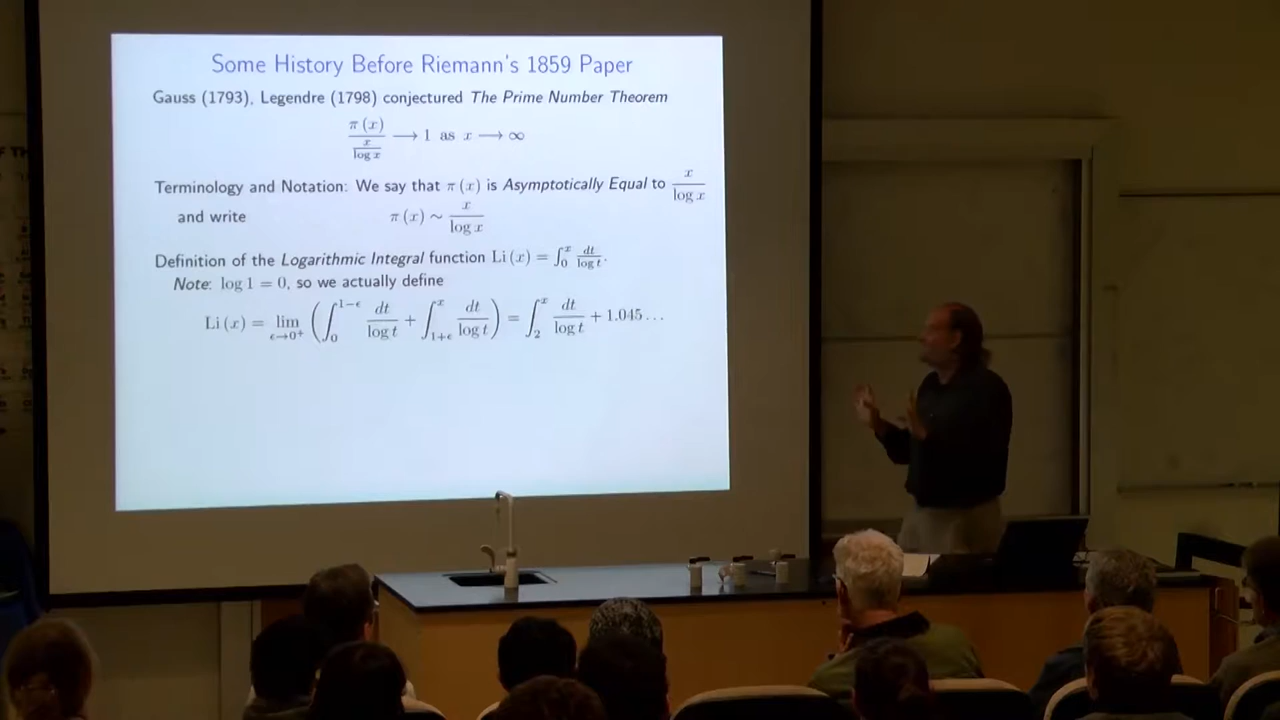 Some History Before Riemann's 1859 Paper
Gauss (1793), Legendre (1798) conjectured The Prime Number Theorem
π(x) / (x / log x) ⟶ 1 as x ⟶ ∞
Terminology and Notation: We say that π(x) is Asymptotically Equal to x / log x
and write π(x) ∼ x / log x
Definition of the Logarithmic Integral function Li(x) = ∫₀ˣ dt / log t.
Note: log 1 = 0, so we actually define
Li(x) = lim_{ϵ→0⁺} (∫₀^{1−ϵ} dt / log t + ∫_{1+ϵ}^x dt / log t) = ∫₂ˣ dt / log t + 1.045...